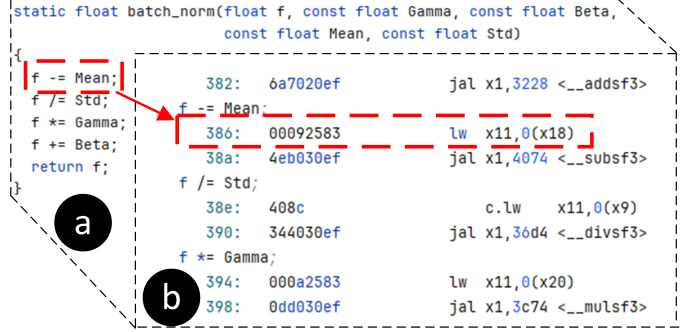 static float batch_norm(float f, const float Gamma, const float Beta,
const float Mean, const float Std)
{
f -= Mean;
f /= Std;
f *= Gamma;
f += Beta;
return f;
}
a
382: 6a7020ef jal x1,3228 <__addsf3>
f -= Mean;
386: 00092583 lw x11,0(x18)
38a: 4eb030ef jal x1,4074 <__subsf3>
f /= Std;
38e: 408c c.lw x11,0(x9)
390: 344030ef jal x1,36d4 <__divsf3>
f *= Gamma;
394: 000a2583 lw x11,0(x20)
398: 0dd030ef jal x1,3c74 <__mulsf3>
b